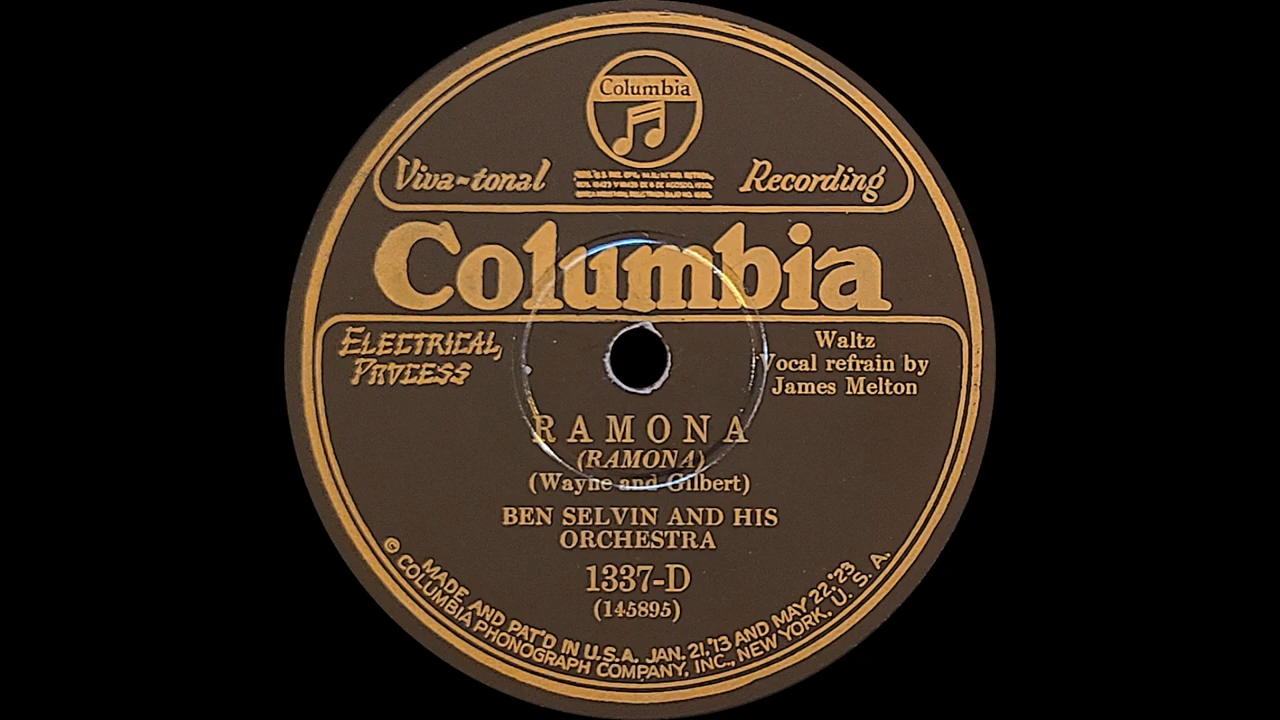 Columbia
Viva-tonal Recording
Columbia
ELECTRICAL
PROCESS
Waltz
Vocal refrain by
James Melton
RAMONA
(RAMONA)
(Wayne and Gilbert)
BEN SELVIN AND HIS
ORCHESTRA
1337-D
(145895)
MADE AND PAT'D IN U.S.A. JAN. 21,'13 AND MAY 22,'23
© COLUMBIA PHONOGRAPH COMPANY, INC., NEW YORK, U. S. A.